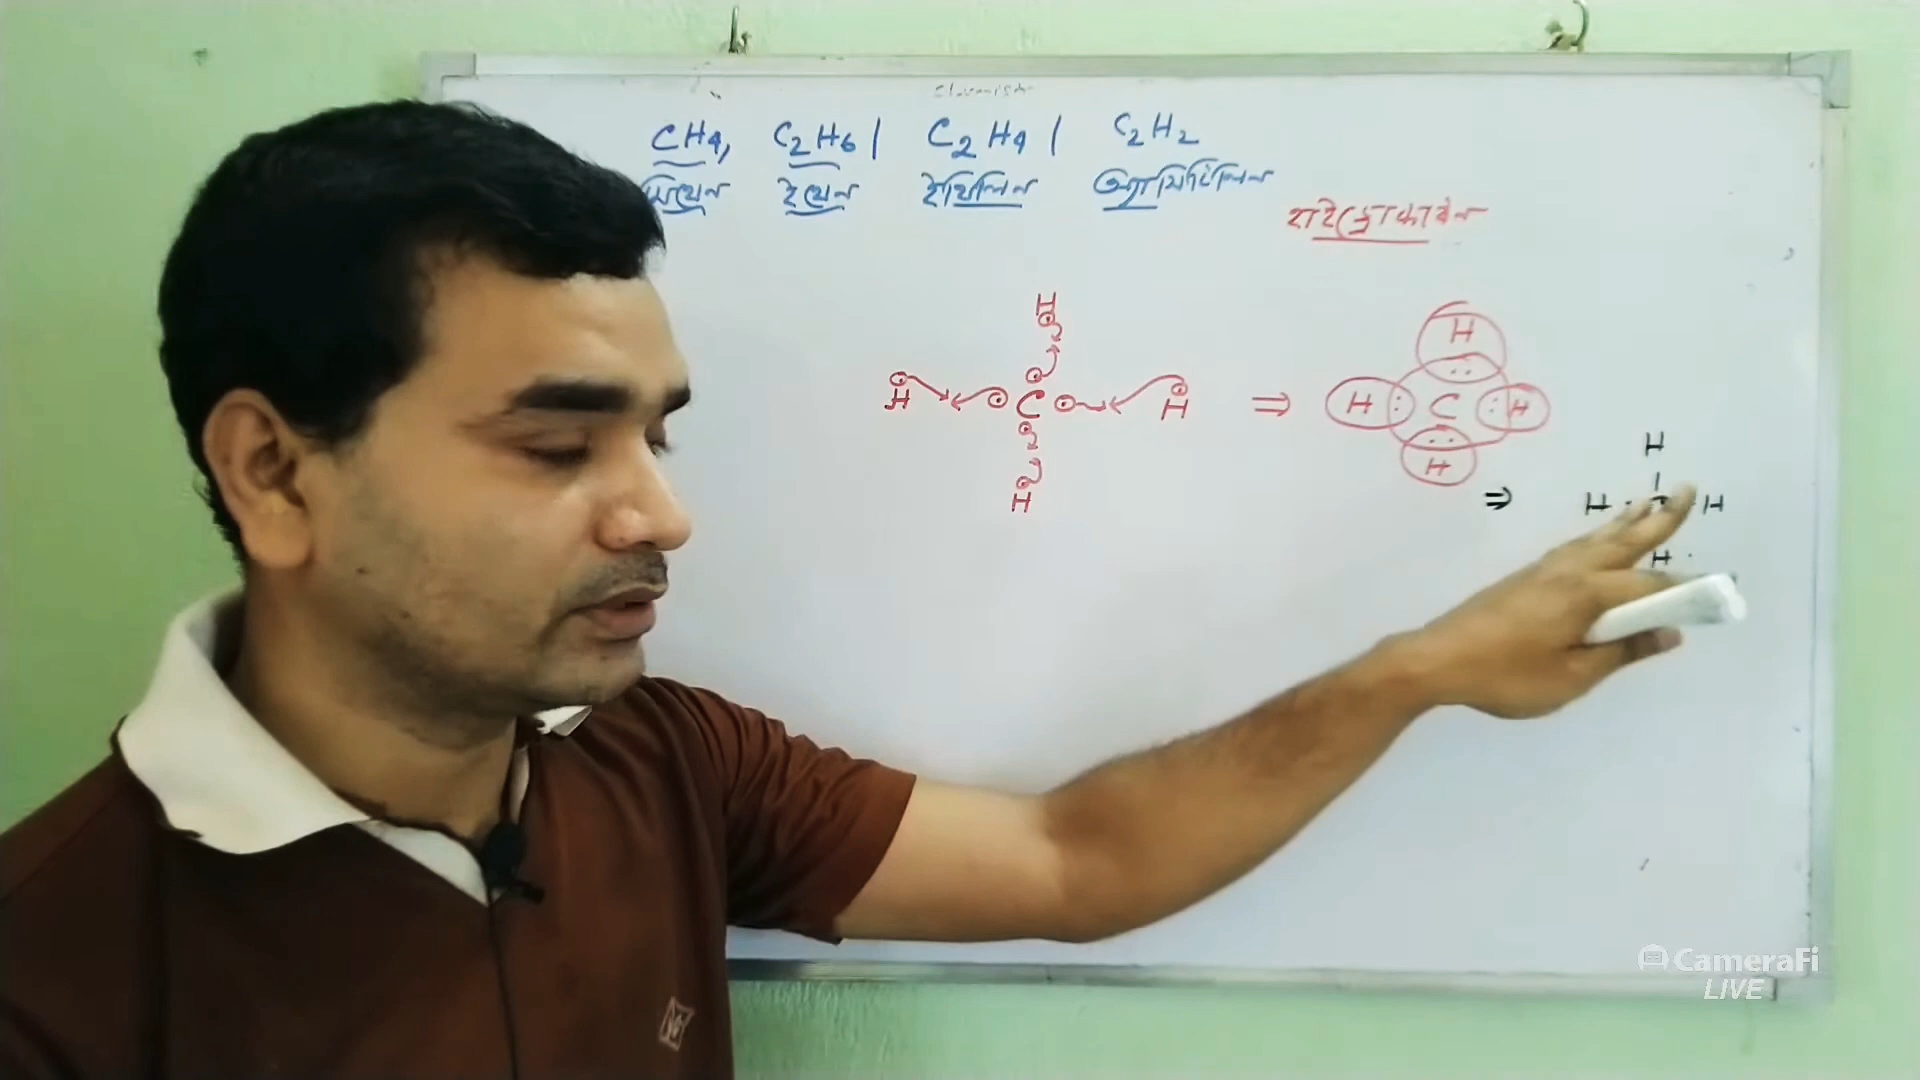 CH4, C2H6 | C2H4 | C2H2
মিথেন ইথেন ইথিলিন অ্যাসিটিলিন
হাইড্রোকার্বন
H
H C H
H
⇒
H
H C H
H
⇒
H
H H
H
CameraFi
LIVE